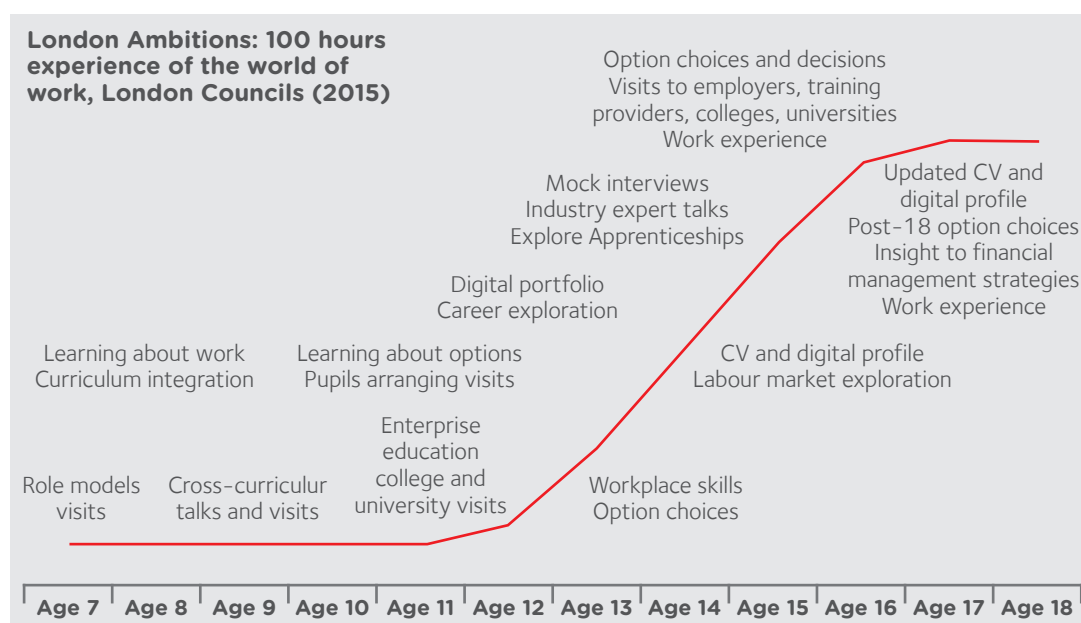 London Ambitions: 100 hours
experience of the world of
work, London Councils (2015)
Option choices and decisions
Visits to employers, training
providers, colleges, universities
Work experience
Updated CV and
digital profile
Post-18 option choices
Insight to financial
management strategies
Work experience
Mock interviews
Industry expert talks
Explore Apprenticeships
Digital portfolio
Career exploration
Learning about work
Curriculum integration
Learning about options
Pupils arranging visits
CV and digital profile
Labour market exploration
Enterprise
education
college and
university visits
Role models
visits
Cross-curriculur
talks and visits
Workplace skills
Option choices
Age 7 Age 8 Age 9 Age 10 Age 11 Age 12 Age 13 Age 14 Age 15 Age 16 Age 17 Age 18